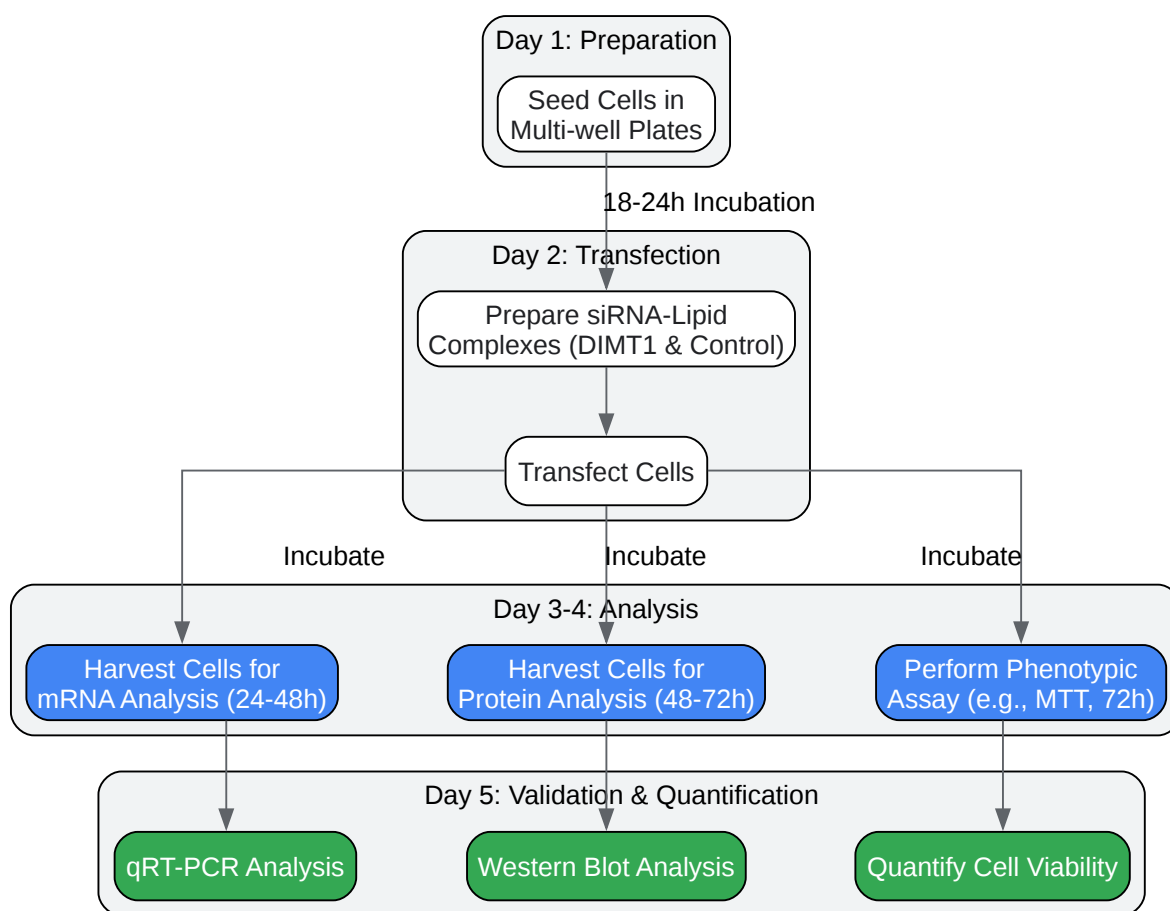 Day 1: Preparation
Seed Cells in
Multi-well Plates
18-24h Incubation
Day 2: Transfection
Prepare siRNA-Lipid
Complexes (DIMT1 & Control)
Transfect Cells
Incubate
Incubate
Incubate
Day 3-4: Analysis
Harvest Cells for
mRNA Analysis (24-48h)
Harvest Cells for
Protein Analysis (48-72h)
Perform Phenotypic
Assay (e.g., MTT, 72h)
Day 5: Validation & Quantification
qRT-PCR Analysis
Western Blot Analysis
Quantify Cell Viability